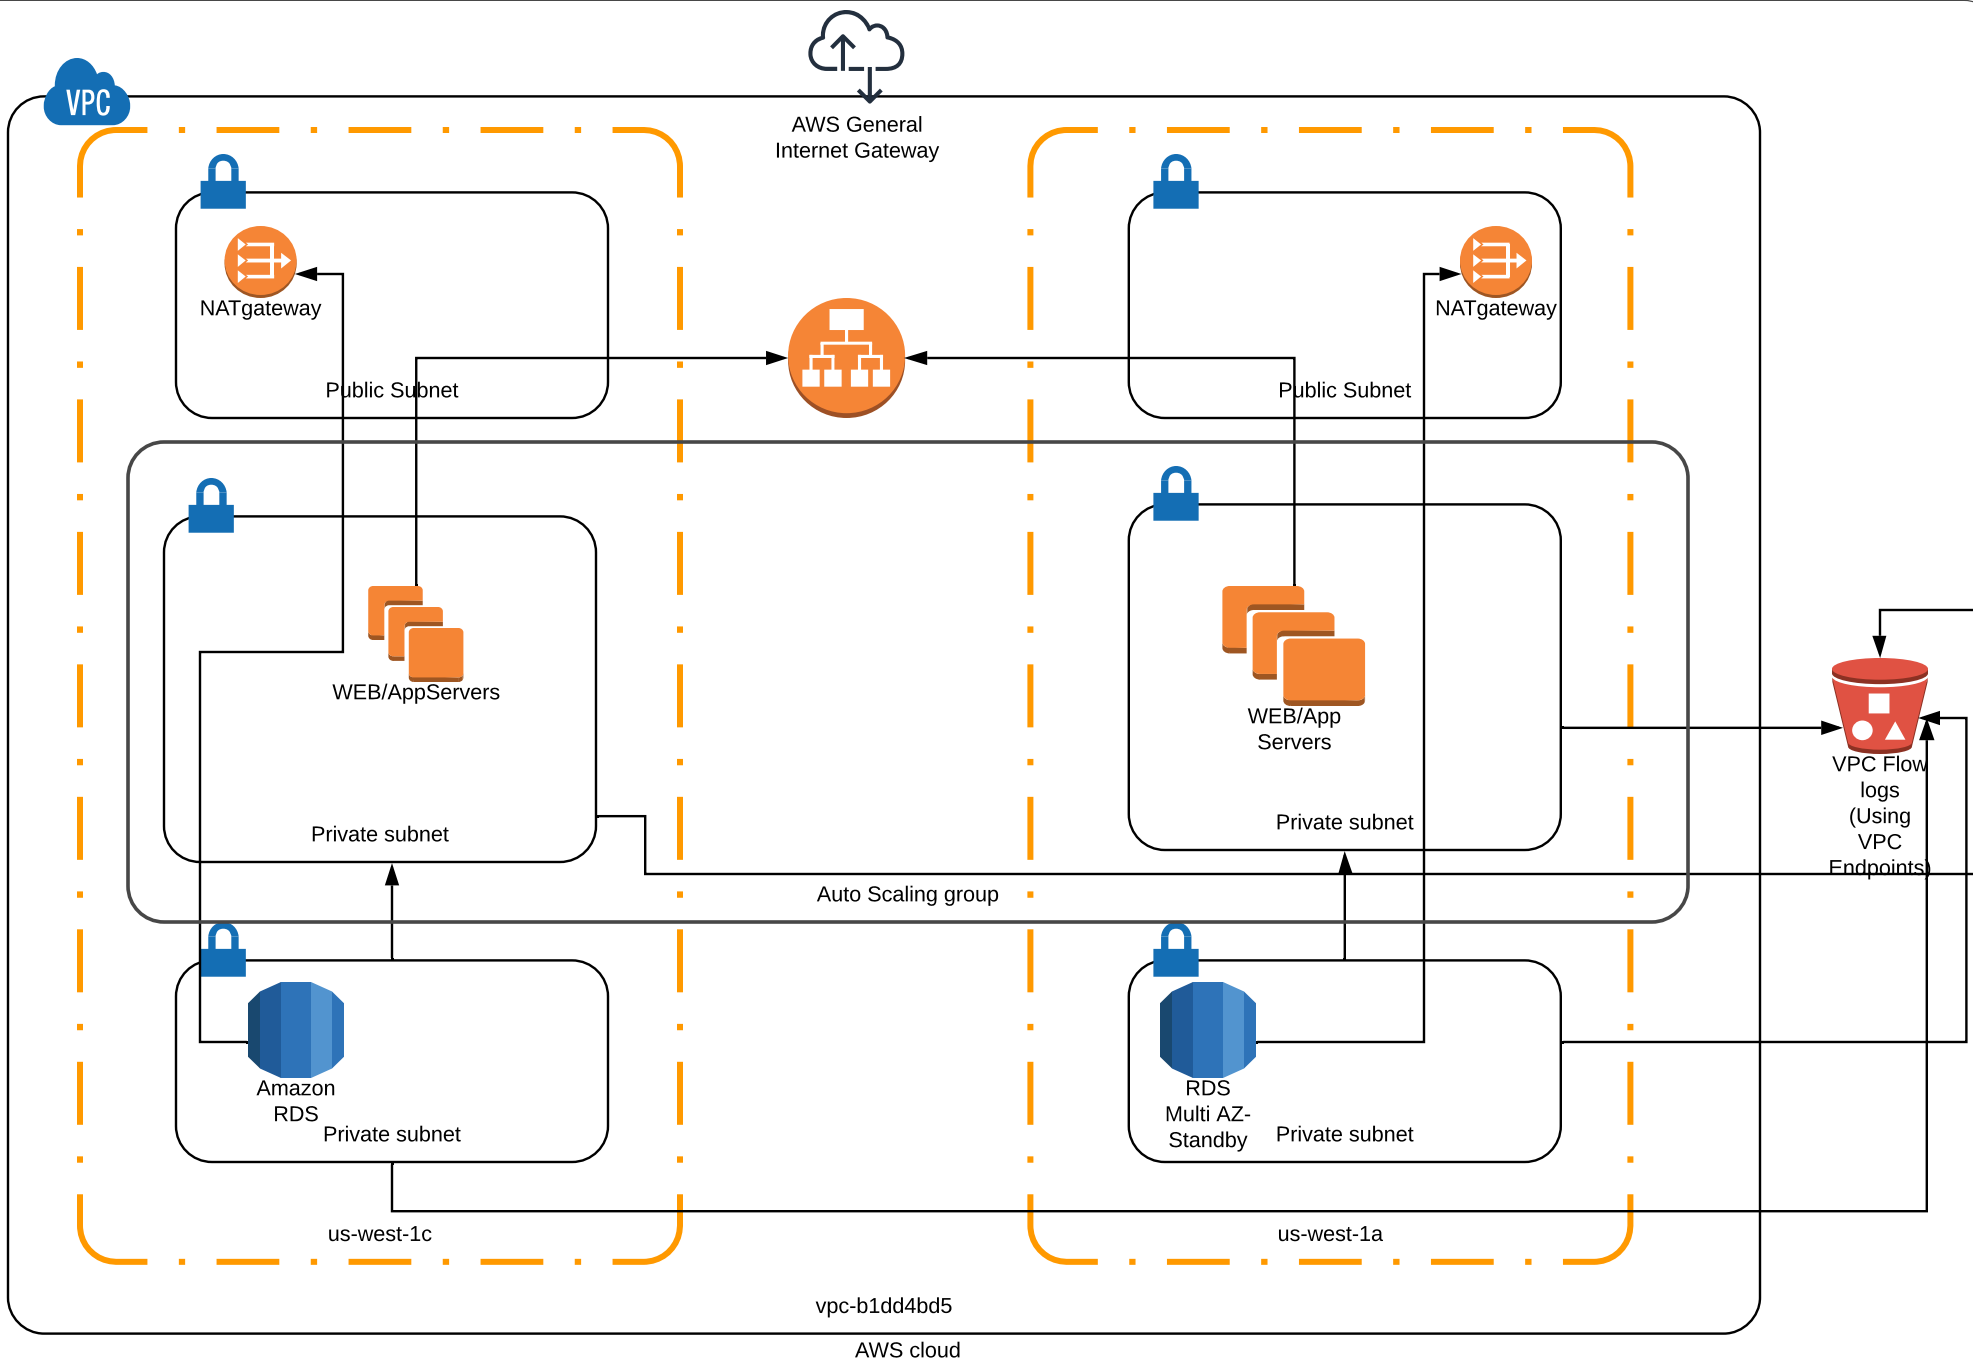 VPC
AWS General
Internet Gateway
NATgateway
NATgateway
Public Subnet
Public Subnet
WEB/AppServers
WEB/App
Servers
VPC Flow
logs
(Using
VPC
Endpoints)
Private subnet
Private subnet
Auto Scaling group
Amazon
RDS
Private subnet
RDS
Multi AZ-
Standby
Private subnet
us-west-1c
us-west-1a
vpc-b1dd4bd5
AWS cloud